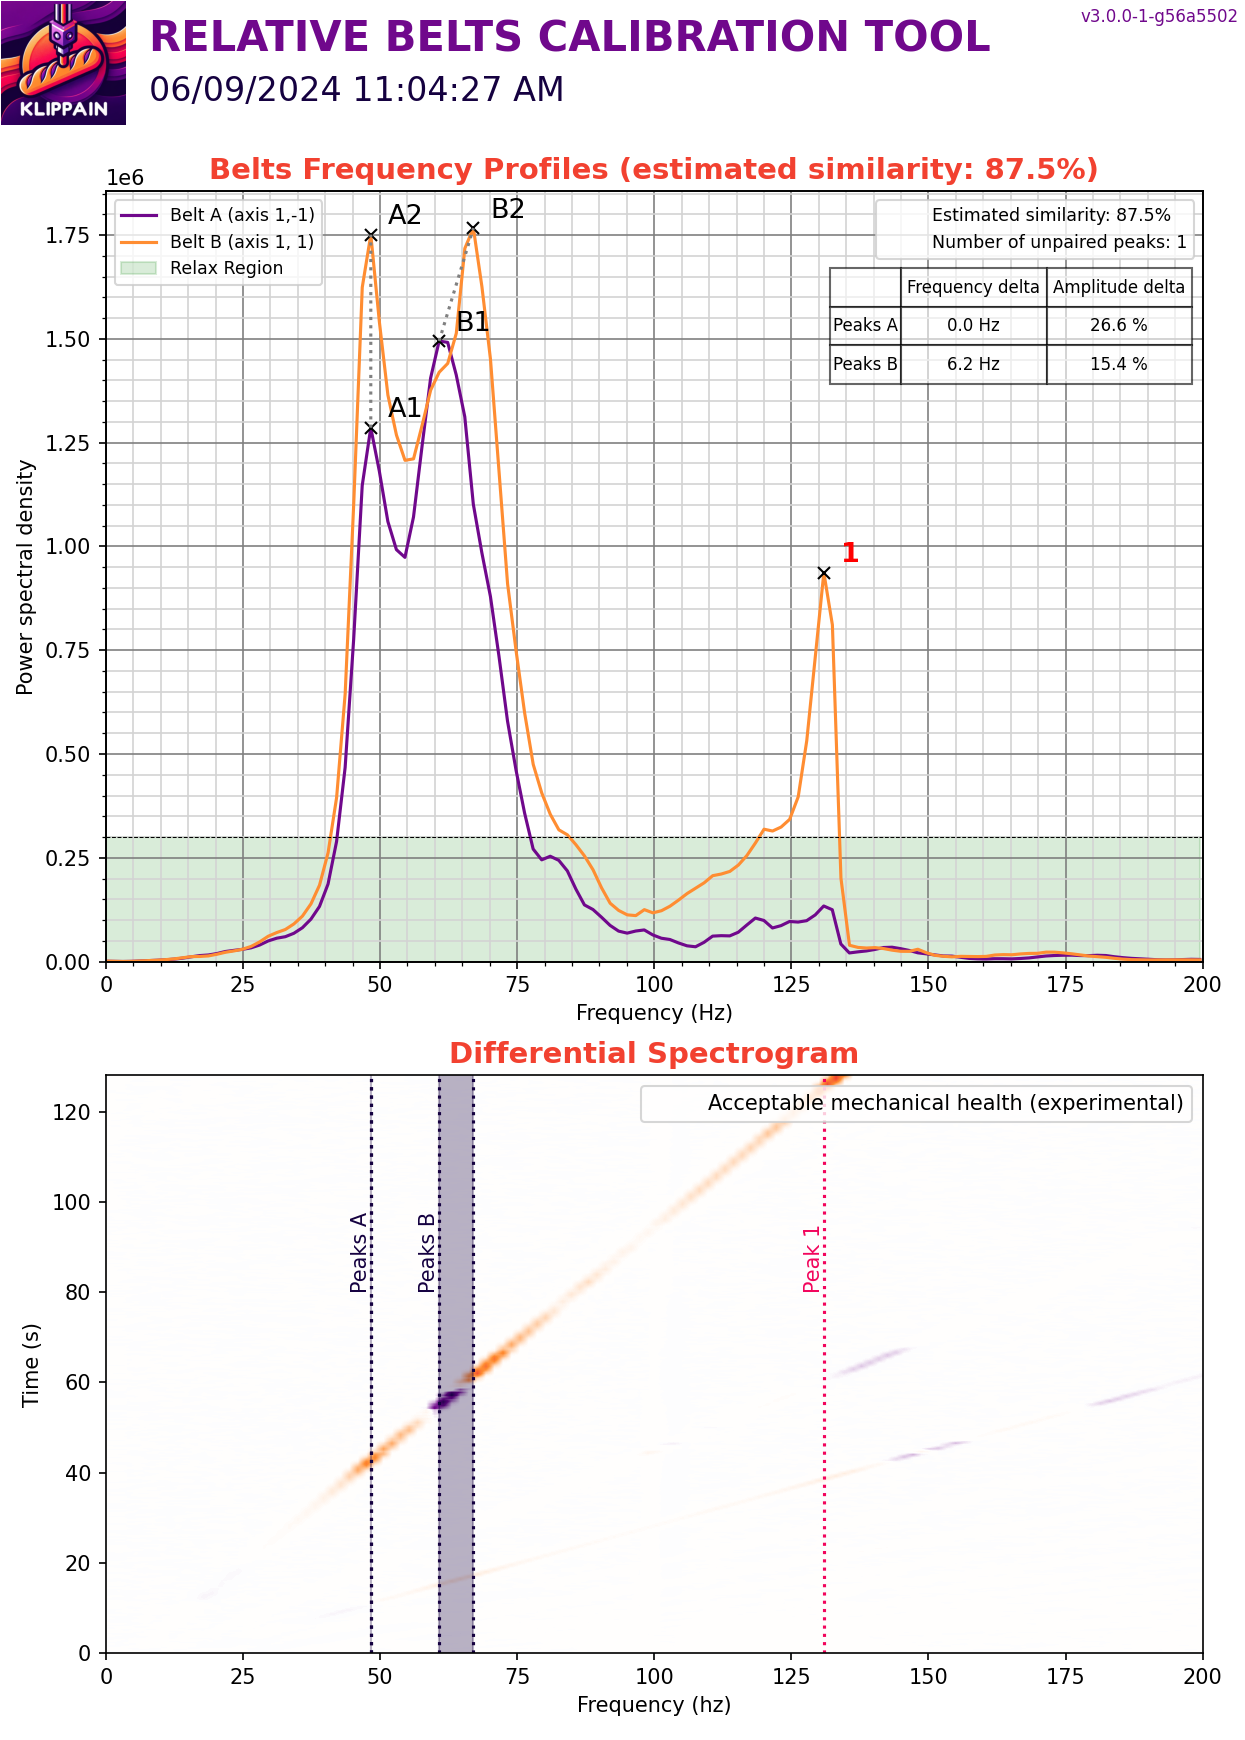 KLIPPAIN
RELATIVE BELTS CALIBRATION TOOL
v3.0.0-1-g56a5502
06/09/2024 11:04:27 AM
Belts Frequency Profiles (estimated similarity: 87.5%)
1e6
Belt A (axis 1,-1)
Belt B (axis 1, 1)
Relax Region
Estimated similarity: 87.5%
Number of unpaired peaks: 1
Frequency delta Amplitude delta
Peaks A 0.0 Hz 26.6 %
Peaks B 6.2 Hz 15.4 %
A2
B2
B1
A1
1
Power spectral density
1.75
1.50
1.25
1.00
0.75
0.50
0.25
0.00
0 25 50 75 100 125 150 175 200
Frequency (Hz)
Differential Spectrogram
Acceptable mechanical health (experimental)
Peaks A
Peaks B
Peak 1
Time (s)
120
100
80
60
40
20
0
0 25 50 75 100 125 150 175 200
Frequency (hz)